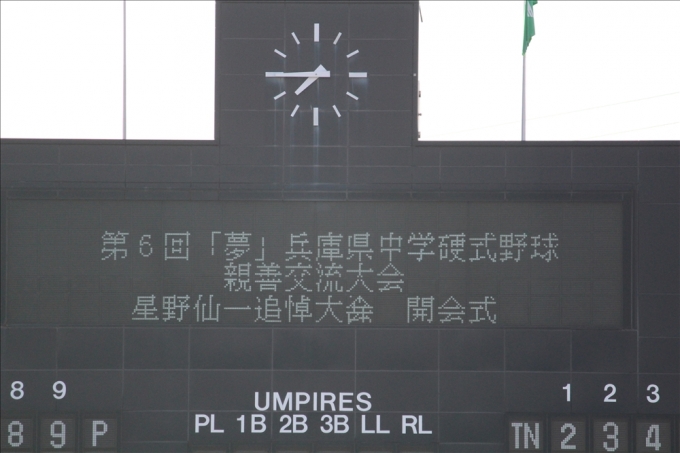 第6回「夢」兵庫県中学硬式野球
親善交流大会
星野仙一追悼大会　開会式
8 9
UMPIRES
1 2 3
PL 1B 2B 3B LL RL
8 9 P
TN 2 3 4